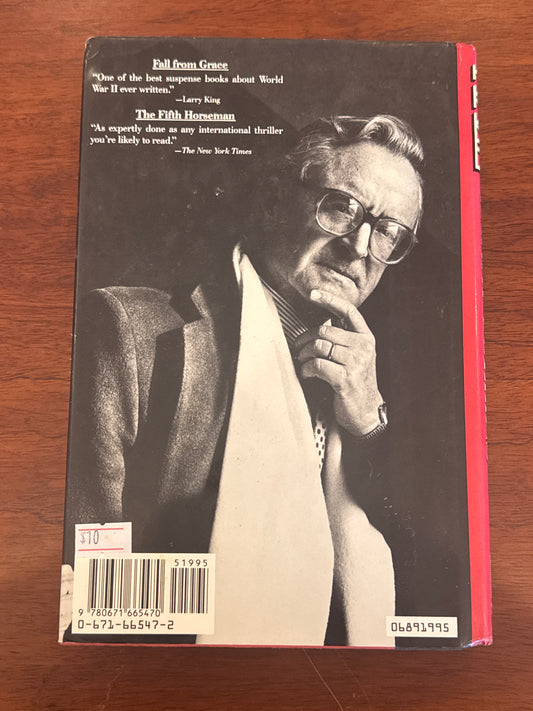 Fall from Grace
“One of the best suspense books about World
War II ever written.”
—Larry King
The Fifth Horseman
“As expertly done as any international thriller
you’re likely to read.”
—The New York Times
$10
51995
9 780671 665470
0-671-66547-2
06891995